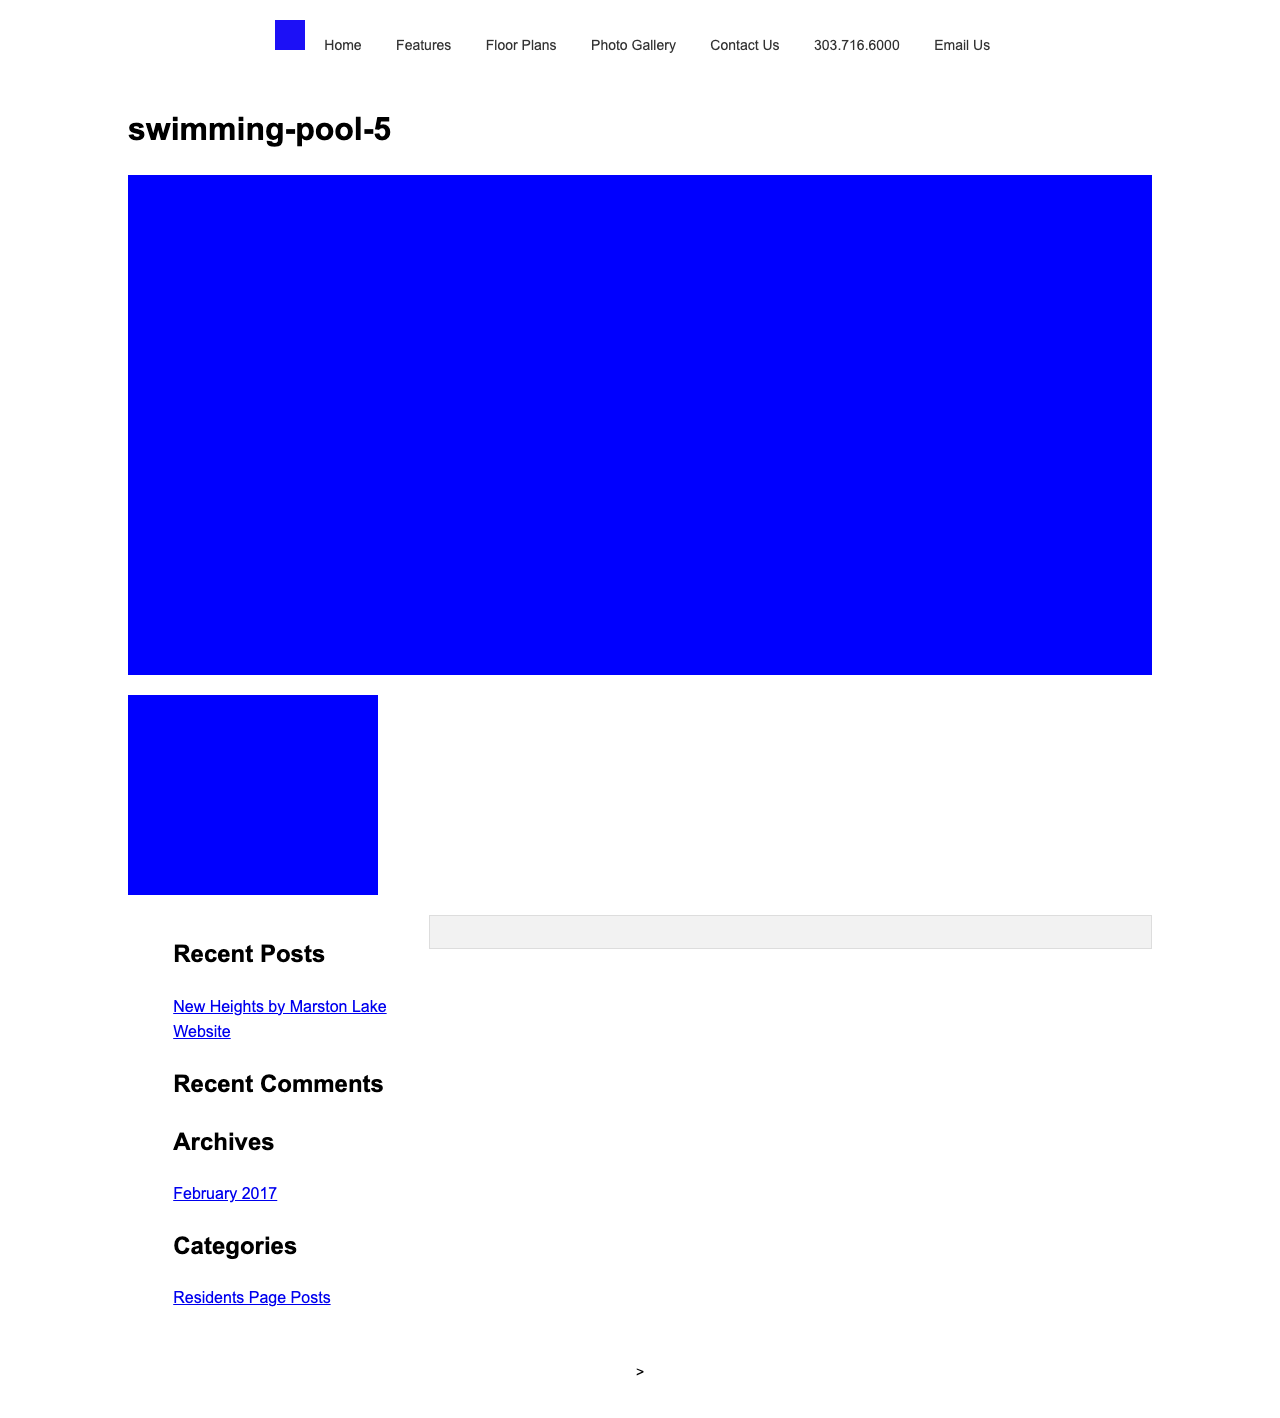 Home Features Floor Plans Photo Gallery Contact Us 303.716.6000 Email Us
swimming-pool-5
Recent Posts
New Heights by Marston Lake
Website
Recent Comments
Archives
February 2017
Categories
Residents Page Posts
>